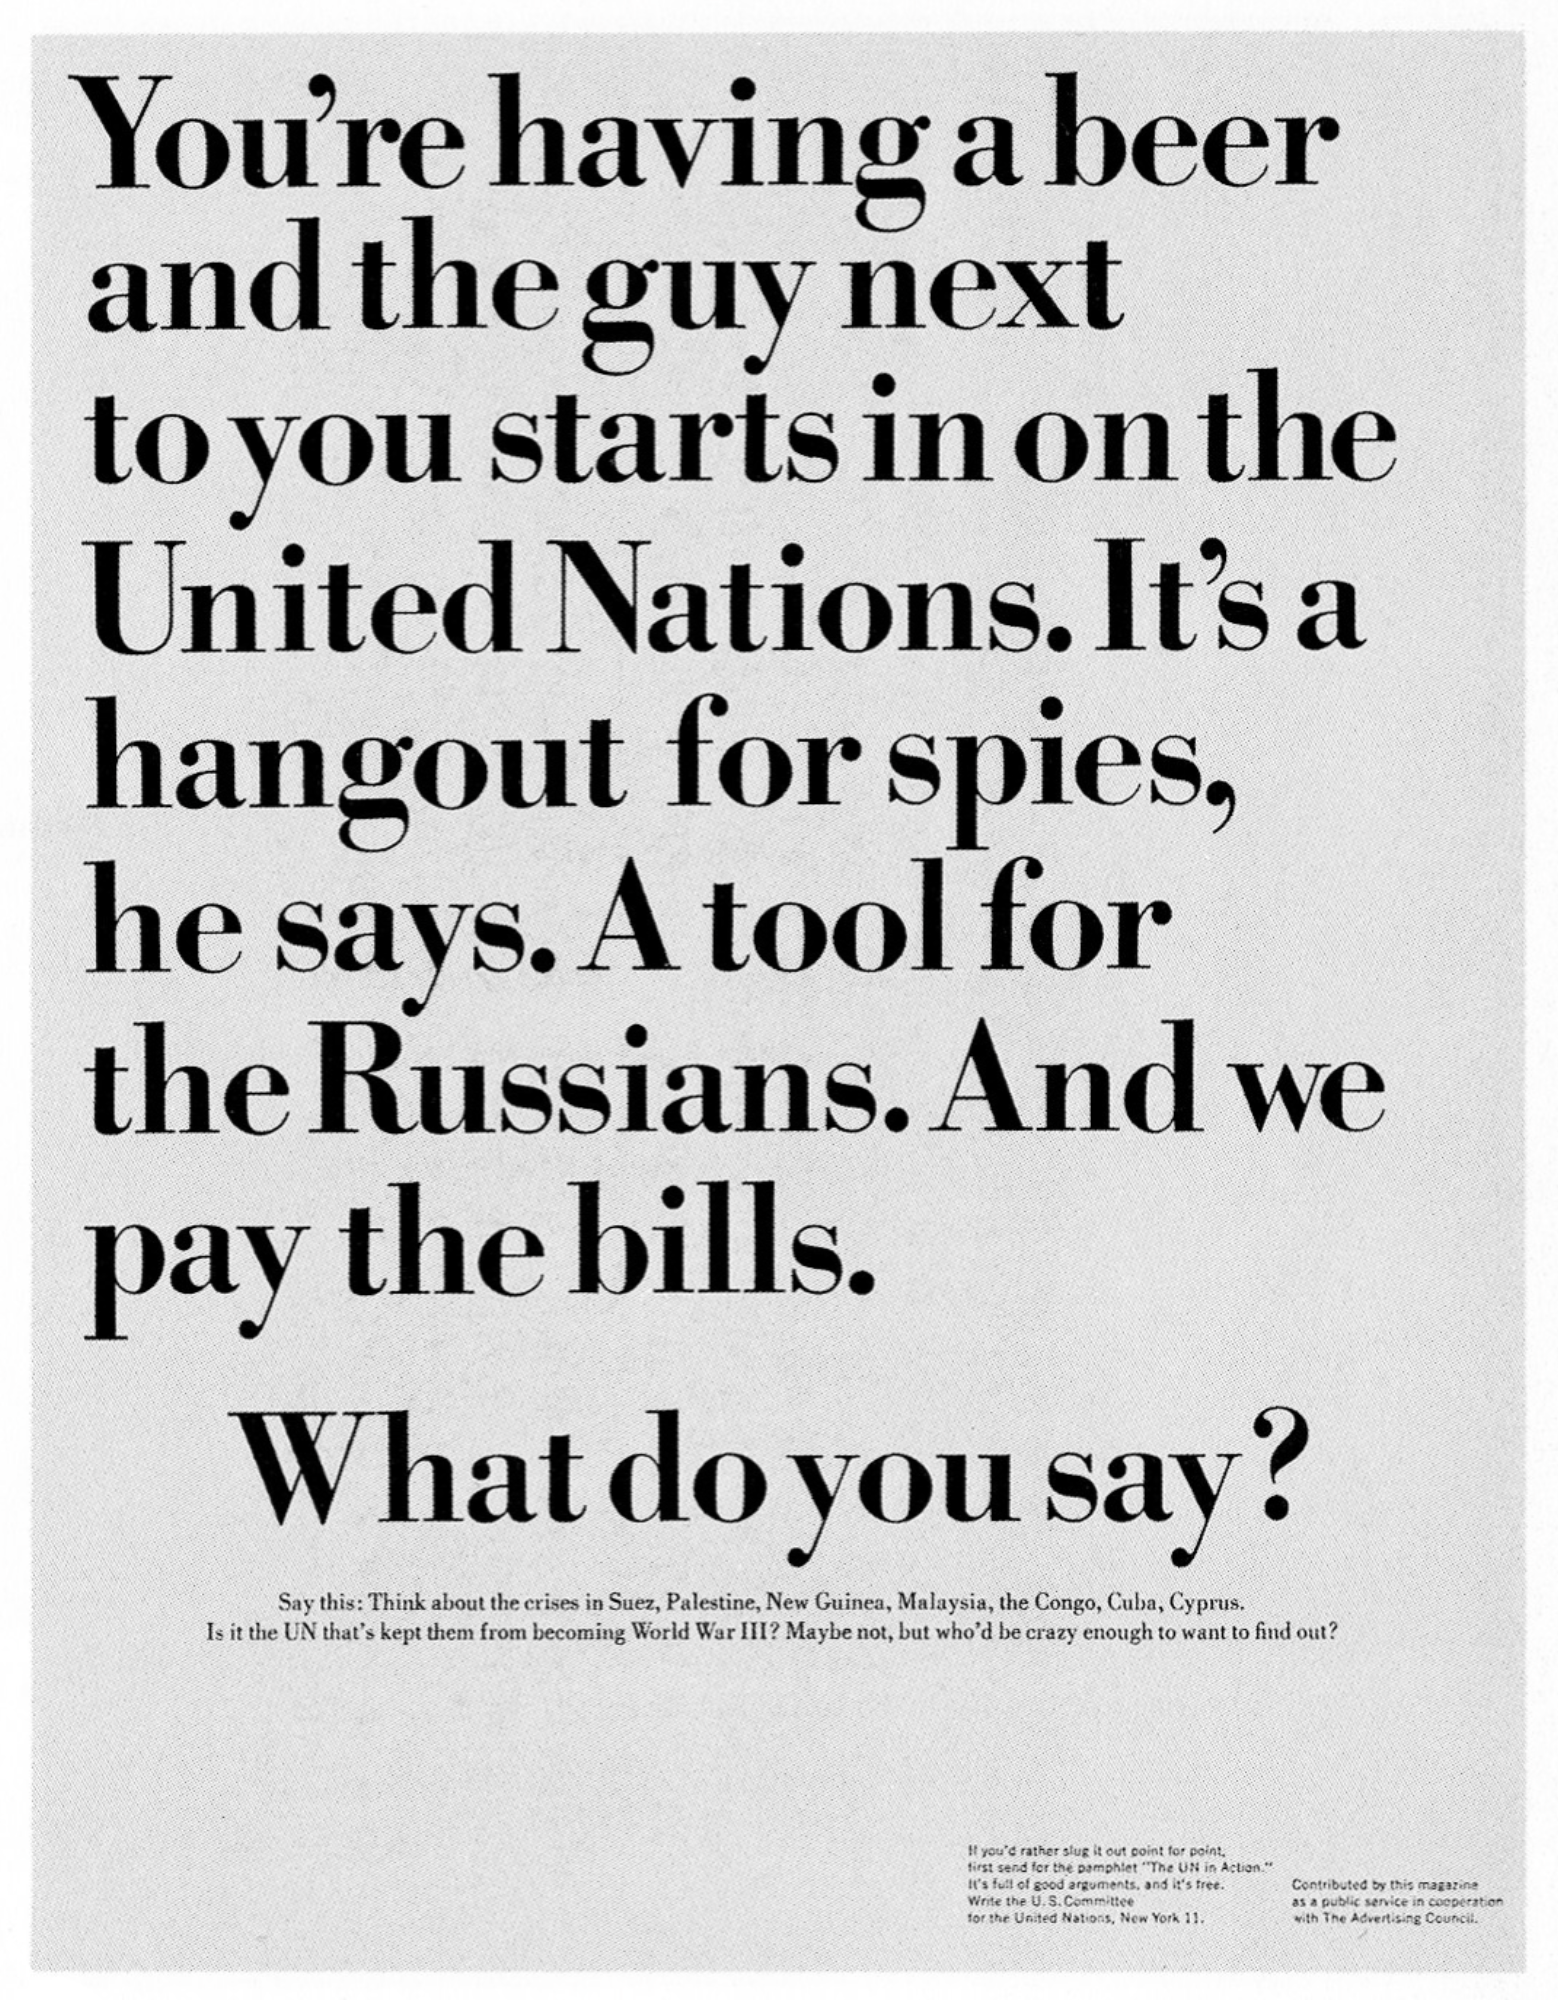 You're having a beer
and the guy next
to you starts in on the
United Nations. It's a
hangout for spies,
he says. A tool for
the Russians. And we
pay the bills.
What do you say?
Say this: Think about the crises in Suez, Palestine, New Guinea, Malaysia, the Congo, Cuba, Cyprus.
Is it the UN that's kept them from becoming World War III? Maybe not, but who'd be crazy enough to want to find out?
If you'd rather slug it out point for point,
first send for the pamphlet "The UN in Action."
It's full of good arguments, and it's free.
Write the U.S. Committee
for the United Nations, New York 11.
Contributed by this magazine
as a public service in cooperation
with The Advertising Council.